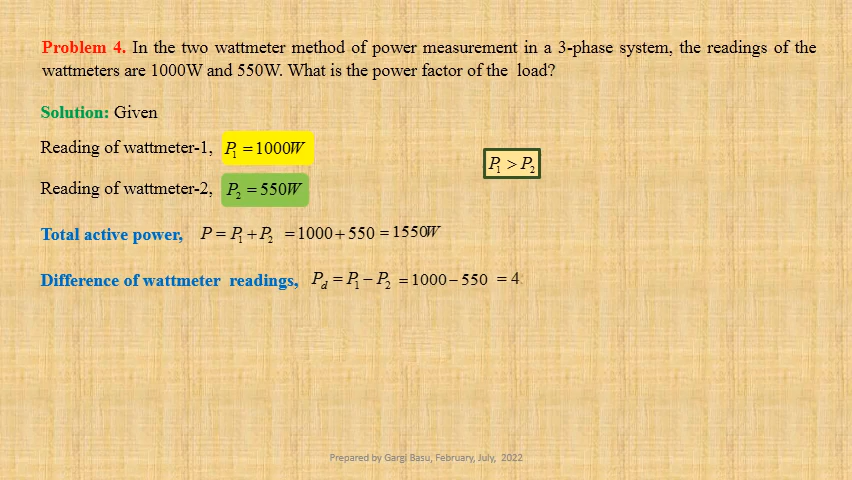 Problem 4. In the two wattmeter method of power measurement in a 3-phase system, the readings of the
wattmeters are 1000W and 550W. What is the power factor of the load?
Solution: Given
Reading of wattmeter-1, P₁ = 1000W
P₁ > P₂
Reading of wattmeter-2, P₂ = 550W
Total active power, P = P₁ + P₂ = 1000 + 550 = 1550W
Difference of wattmeter readings, P_d = P₁ − P₂ = 1000 − 550 = 4
Prepared by Gargi Basu, February, July, 2022